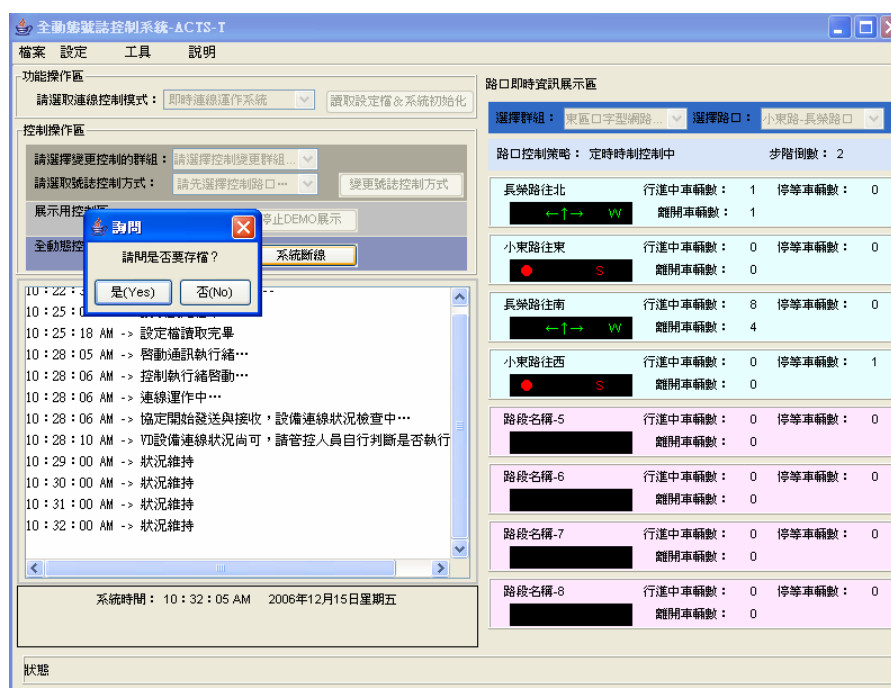 全動態號誌控制系統-ACTS-T
檔案 設定 工具 說明
功能操作區
請選取連線控制模式： 即時連線運作系統 讀取設定檔&系統初始化
控制操作區
請選擇變更控制的群組： 請選擇控制變更群組...
請選取號誌控制方式： 請先選擇控制路口… 變更號誌控制方式
展示用控制區 停止DEMO展示
全動態控 系統斷線
詢問
請問是否要存檔？
是(Yes) 否(No)
10：22：
10：25：0
10：25：18 AM -> 設定檔讀取完畢
10：28：05 AM -> 啓動通訊執行緒…
10：28：06 AM -> 控制執行緒啓動…
10：28：06 AM -> 連線運作中…
10：28：06 AM -> 協定開始發送與接收，設備連線狀況檢查中…
10：28：10 AM -> VD設備連線狀況尚可，請管控人員自行判斷是否執行
10：29：00 AM -> 狀況維持
10：30：00 AM -> 狀況維持
10：31：00 AM -> 狀況維持
10：32：00 AM -> 狀況維持
系統時間： 10：32：05 AM 2006年12月15日星期五
狀態
路口即時資訊展示區
選擇群組： 東區口字型網路... 選擇路口： 小東路-長榮路口
路口控制策略： 定時時制控制中 步階倒數： 2
長榮路往北 行進中車輛數： 1 停等車輛數： 0
←↑→ W 離開車輛數： 1
小東路往東 行進中車輛數： 0 停等車輛數： 0
● S 離開車輛數： 0
長榮路往南 行進中車輛數： 8 停等車輛數： 0
←↑→ W 離開車輛數： 4
小東路往西 行進中車輛數： 0 停等車輛數： 1
● S 離開車輛數： 0
路段名稱-5 行進中車輛數： 0 停等車輛數： 0
離開車輛數： 0
路段名稱-6 行進中車輛數： 0 停等車輛數： 0
離開車輛數： 0
路段名稱-7 行進中車輛數： 0 停等車輛數： 0
離開車輛數： 0
路段名稱-8 行進中車輛數： 0 停等車輛數： 0
離開車輛數： 0